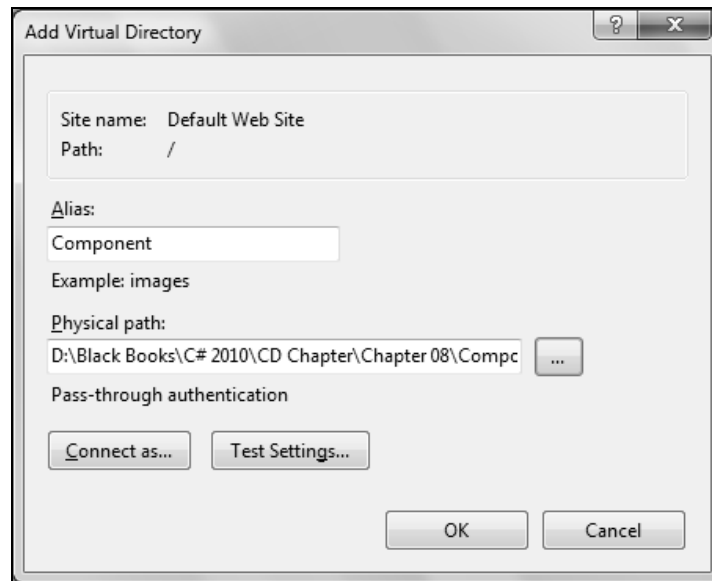 Add Virtual Directory
?
X
Site name: Default Web Site
Path: /
Alias:
Component
Example: images
Physical path:
D:\Black Books\C# 2010\CD Chapter\Chapter 08\Compc
...
Pass-through authentication
Connect as...
Test Settings...
OK
Cancel